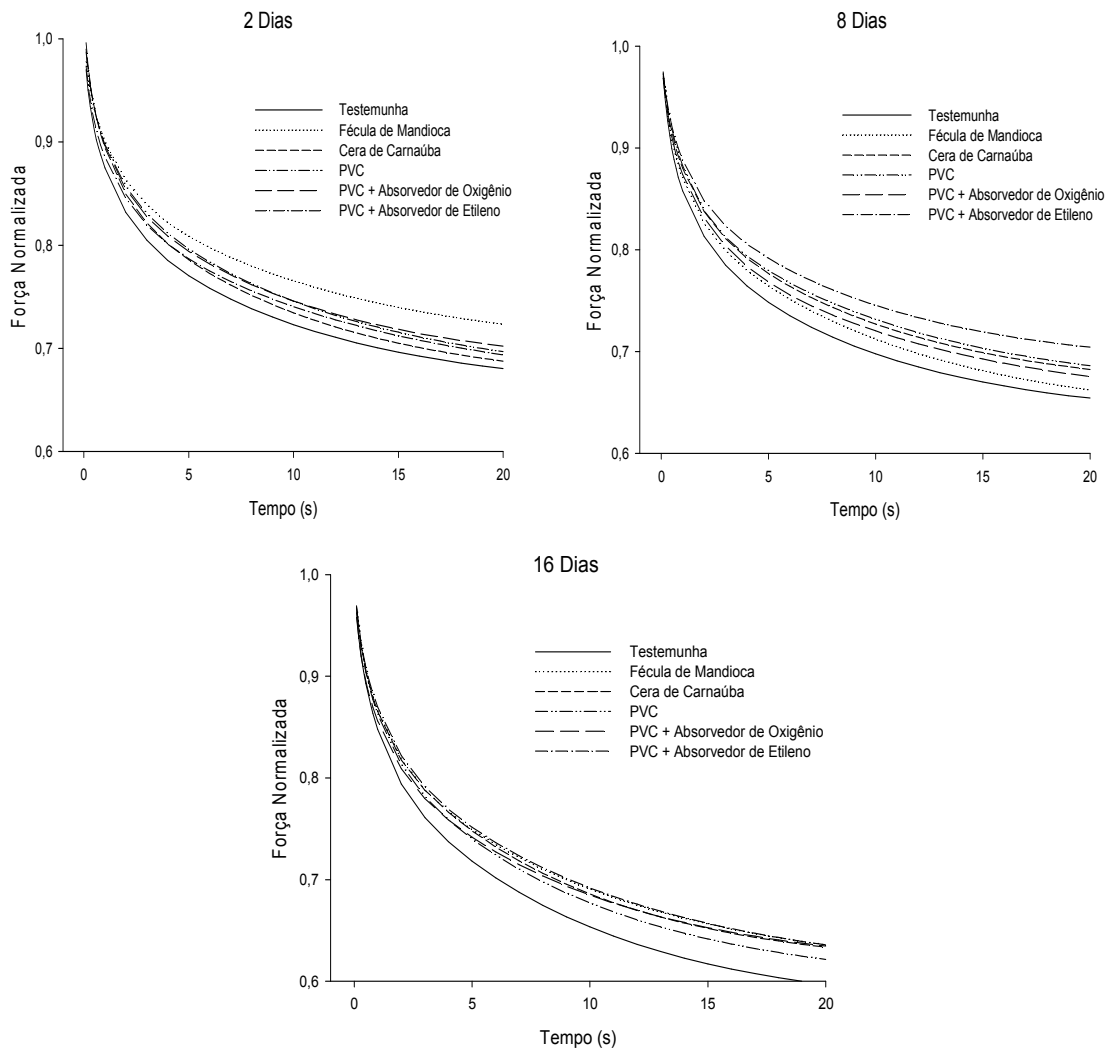 2 Dias
1,0
0,9
0,8
0,7
0,6
Força Normalizada
0
5
10
15
20
Tempo (s)
Testemunha
Fécula de Mandioca
Cera de Carnaúba
PVC
PVC + Absorvedor de Oxigênio
PVC + Absorvedor de Etileno
8 Dias
1,0
0,9
0,8
0,7
0,6
Força Normalizada
0
5
10
15
20
Tempo (s)
Testemunha
Fécula de Mandioca
Cera de Carnaúba
PVC
PVC + Absorvedor de Oxigênio
PVC + Absorvedor de Etileno
16 Dias
1,0
0,9
0,8
0,7
0,6
Força Normalizada
0
5
10
15
20
Tempo (s)
Testemunha
Fécula de Mandioca
Cera de Carnaúba
PVC
PVC + Absorvedor de Oxigênio
PVC + Absorvedor de Etileno